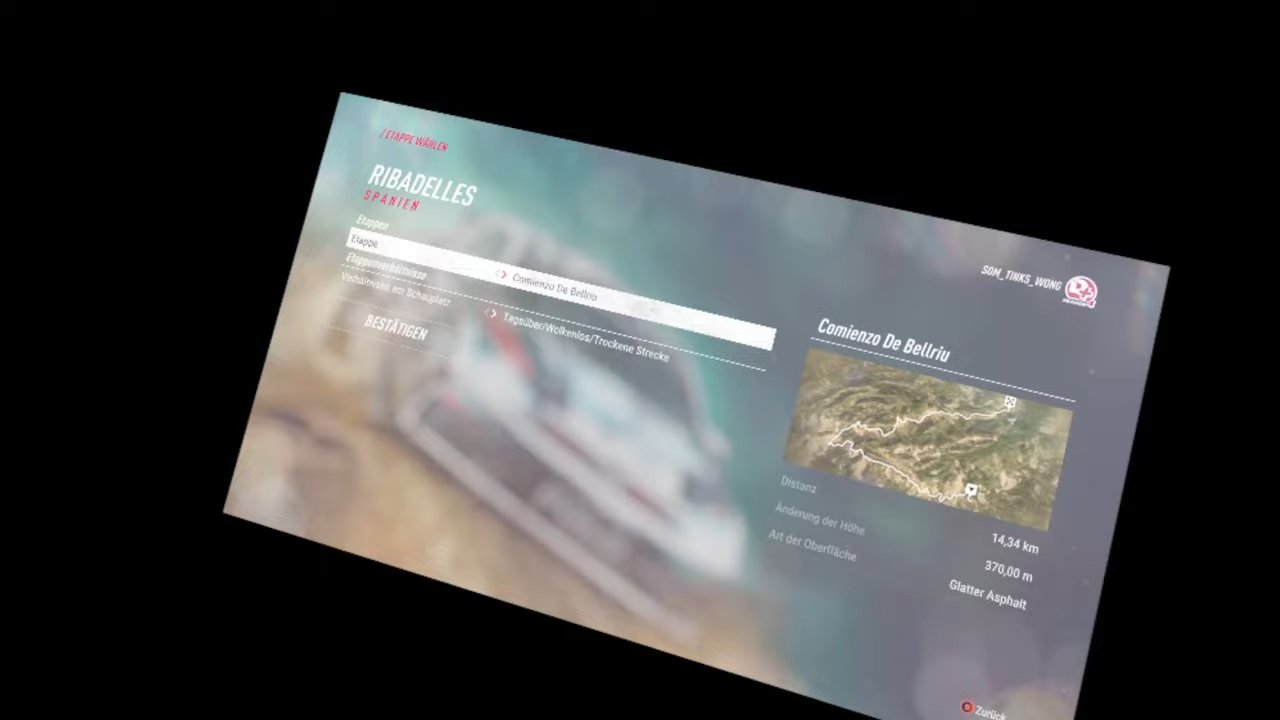 / ETAPPE WÄHLEN
RIBADELLES
SPANIEN
Etappen
Etappe
Comienzo De Bellriu
Etappenverhältnisse
Verhältnisse am Schauplatz
Tagsüber/Wolkenlos/Trockene Strecke
BESTÄTIGEN
SOM_TINKS_WONG
Comienzo De Bellriu
Distanz
14,34 km
Änderung der Höhe
370,00 m
Art der Oberfläche
Glatter Asphalt
Zurück